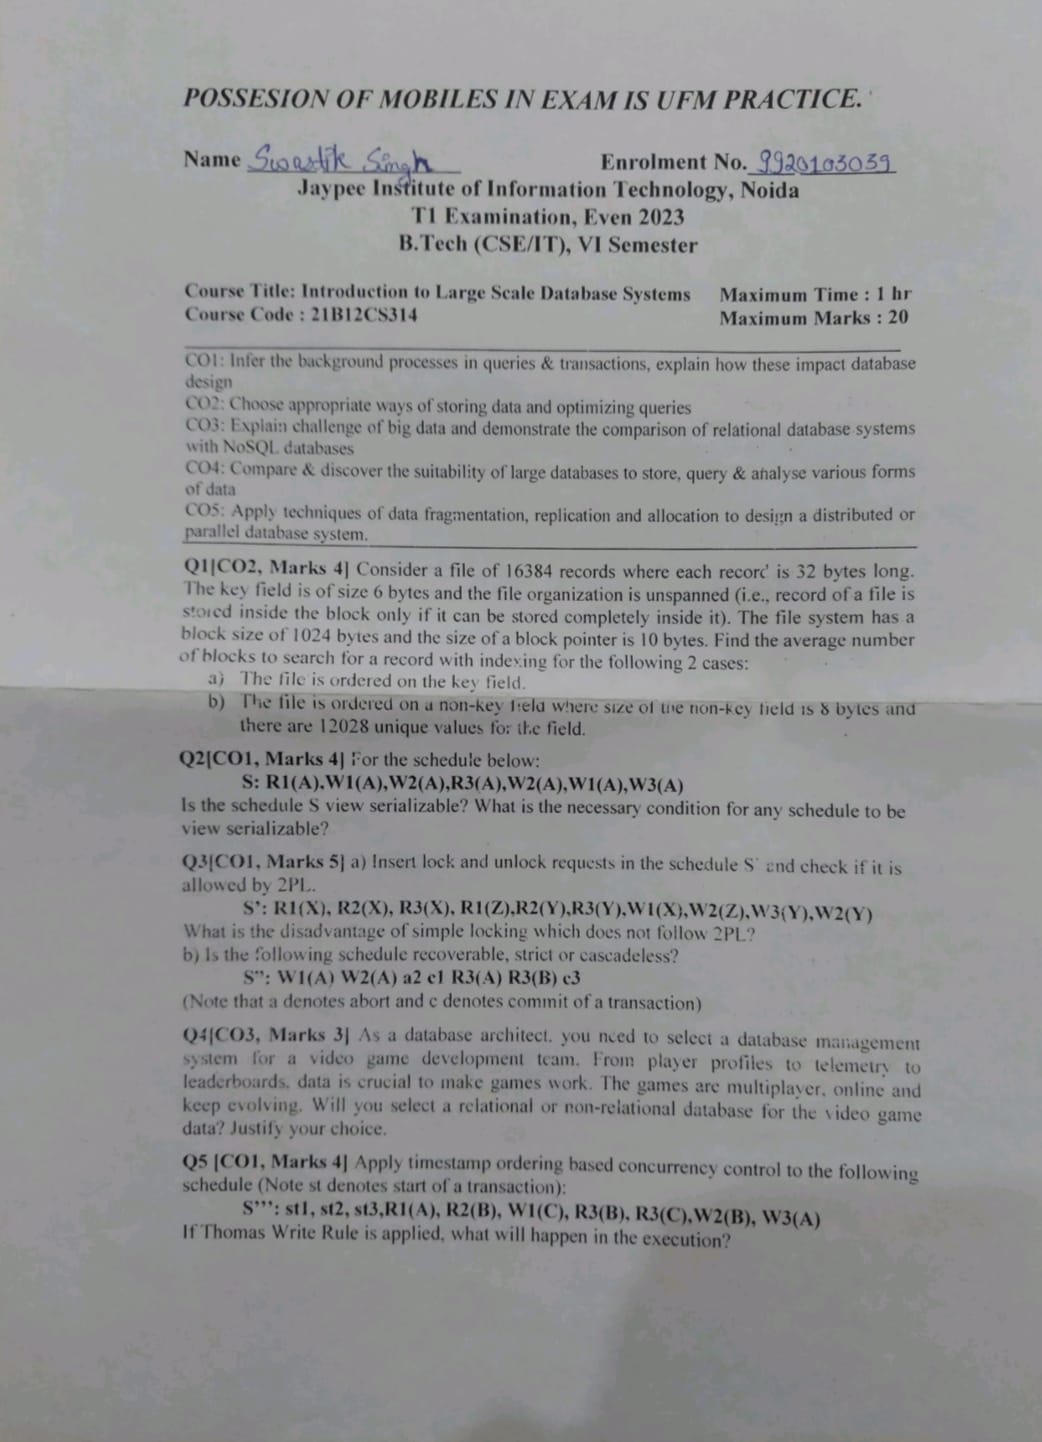 POSSESION OF MOBILES IN EXAM IS UFM PRACTICE.
Name Swastik Singh Enrolment No. 9920103039
Jaypee Institute of Information Technology, Noida
T1 Examination, Even 2023
B.Tech (CSE/IT), VI Semester
Course Title: Introduction to Large Scale Database Systems Maximum Time : 1 hr
Course Code : 21B12CS314 Maximum Marks : 20
CO1: Infer the background processes in queries & transactions, explain how these impact database
design
CO2: Choose appropriate ways of storing data and optimizing queries
CO3: Explain challenge of big data and demonstrate the comparison of relational database systems
with NoSQL databases
CO4: Compare & discover the suitability of large databases to store, query & analyse various forms
of data
CO5: Apply techniques of data fragmentation, replication and allocation to design a distributed or
parallel database system.
Q1[CO2, Marks 4] Consider a file of 16384 records where each record is 32 bytes long.
The key field is of size 6 bytes and the file organization is unspanned (i.e., record of a file is
stored inside the block only if it can be stored completely inside it). The file system has a
block size of 1024 bytes and the size of a block pointer is 10 bytes. Find the average number
of blocks to search for a record with indexing for the following 2 cases:
a) The file is ordered on the key field.
b) The file is ordered on a non-key field where size of the non-key field is 8 bytes and
there are 12028 unique values for the field.
Q2[CO1, Marks 4] For the schedule below:
S: R1(A),W1(A),W2(A),R3(A),W2(A),W1(A),W3(A)
Is the schedule S view serializable? What is the necessary condition for any schedule to be
view serializable?
Q3[CO1, Marks 5] a) Insert lock and unlock requests in the schedule S' and check if it is
allowed by 2PL.
S': R1(X), R2(X), R3(X), R1(Z),R2(Y),R3(Y),W1(X),W2(Z),W3(Y),W2(Y)
What is the disadvantage of simple locking which does not follow 2PL?
b) Is the following schedule recoverable, strict or cascadeless?
S'': W1(A) W2(A) a2 c1 R3(A) R3(B) c3
(Note that a denotes abort and c denotes commit of a transaction)
Q4[CO3, Marks 3] As a database architect, you need to select a database management
system for a video game development team. From player profiles to telemetry to
leaderboards, data is crucial to make games work. The games are multiplayer, online and
keep evolving. Will you select a relational or non-relational database for the video game
data? Justify your choice.
Q5 [CO1, Marks 4] Apply timestamp ordering based concurrency control to the following
schedule (Note st denotes start of a transaction):
S''': st1, st2, st3,R1(A), R2(B), W1(C), R3(B), R3(C),W2(B), W3(A)
If Thomas Write Rule is applied, what will happen in the execution?